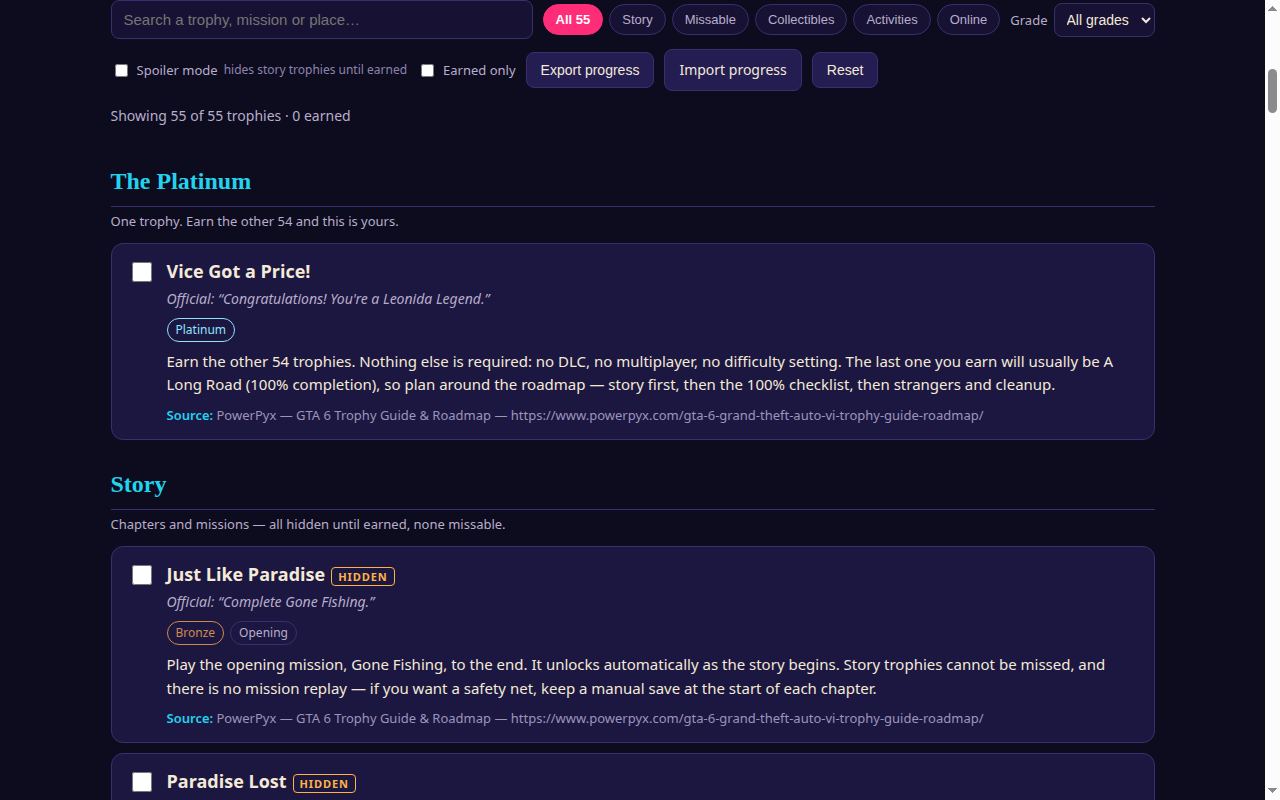 Search a trophy, mission or place…
All 55
Story
Missable
Collectibles
Activities
Online
Grade
All grades
Spoiler mode hides story trophies until earned
Earned only
Export progress
Import progress
Reset
Showing 55 of 55 trophies · 0 earned
The Platinum
One trophy. Earn the other 54 and this is yours.
Vice Got a Price!
Official: “Congratulations! You're a Leonida Legend.”
Platinum
Earn the other 54 trophies. Nothing else is required: no DLC, no multiplayer, no difficulty setting. The last one you earn will usually be A
Long Road (100% completion), so plan around the roadmap — story first, then the 100% checklist, then strangers and cleanup.
Source: PowerPyx — GTA 6 Trophy Guide & Roadmap — https://www.powerpyx.com/gta-6-grand-theft-auto-vi-trophy-guide-roadmap/
Story
Chapters and missions — all hidden until earned, none missable.
Just Like Paradise HIDDEN
Official: “Complete Gone Fishing.”
Bronze
Opening
Play the opening mission, Gone Fishing, to the end. It unlocks automatically as the story begins. Story trophies cannot be missed, and
there is no mission replay — if you want a safety net, keep a manual save at the start of each chapter.
Source: PowerPyx — GTA 6 Trophy Guide & Roadmap — https://www.powerpyx.com/gta-6-grand-theft-auto-vi-trophy-guide-roadmap/
Paradise Lost HIDDEN